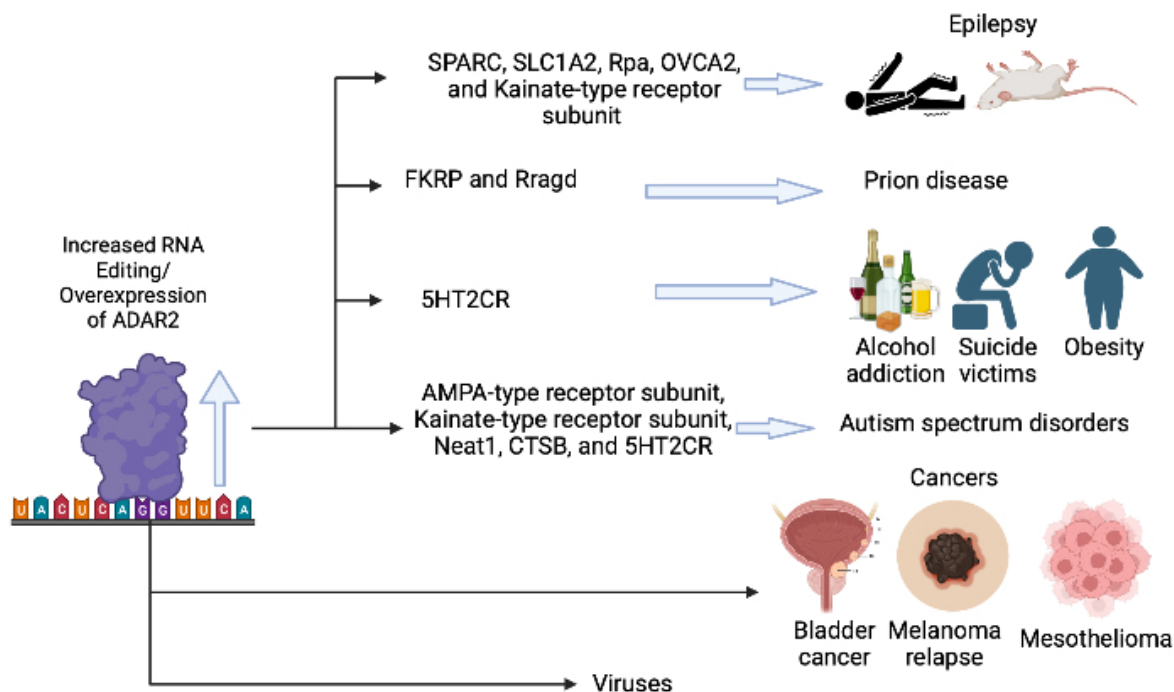 Epilepsy
SPARC, SLC1A2, Rpa, OVCA2,
and Kainate-type receptor
subunit
FKRP and Rragd
Prion disease
Increased RNA
Editing/
Overexpression
of ADAR2
5HT2CR
Alcohol
addiction
Suicide
victims
Obesity
AMPA-type receptor subunit,
Kainate-type receptor subunit,
Neat1, CTSB, and 5HT2CR
Autism spectrum disorders
U A C U C A G G U U C A
Cancers
Bladder
cancer
Melanoma
relapse
Mesothelioma
Viruses